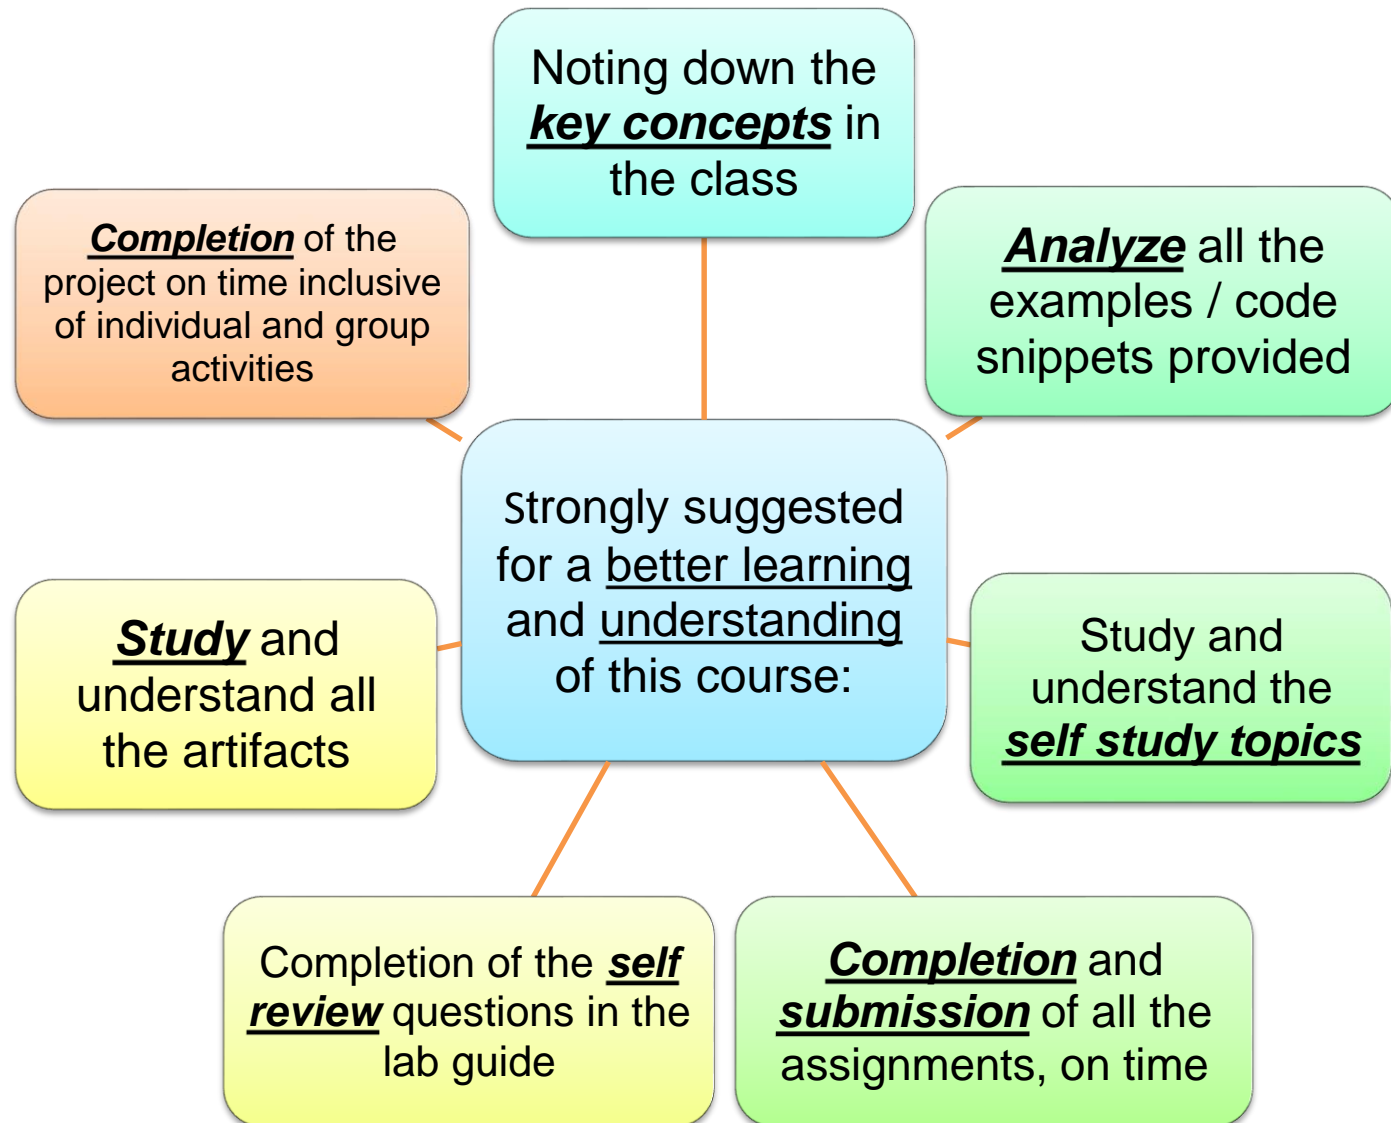 Noting down the
key concepts in
the class
Completion of the
project on time inclusive
of individual and group
activities
Analyze all the
examples / code
snippets provided
Strongly suggested
for a better learning
and understanding
of this course:
Study and
understand all
the artifacts
Study and
understand the
self study topics
Completion of the self
review questions in the
lab guide
Completion and
submission of all the
assignments, on time